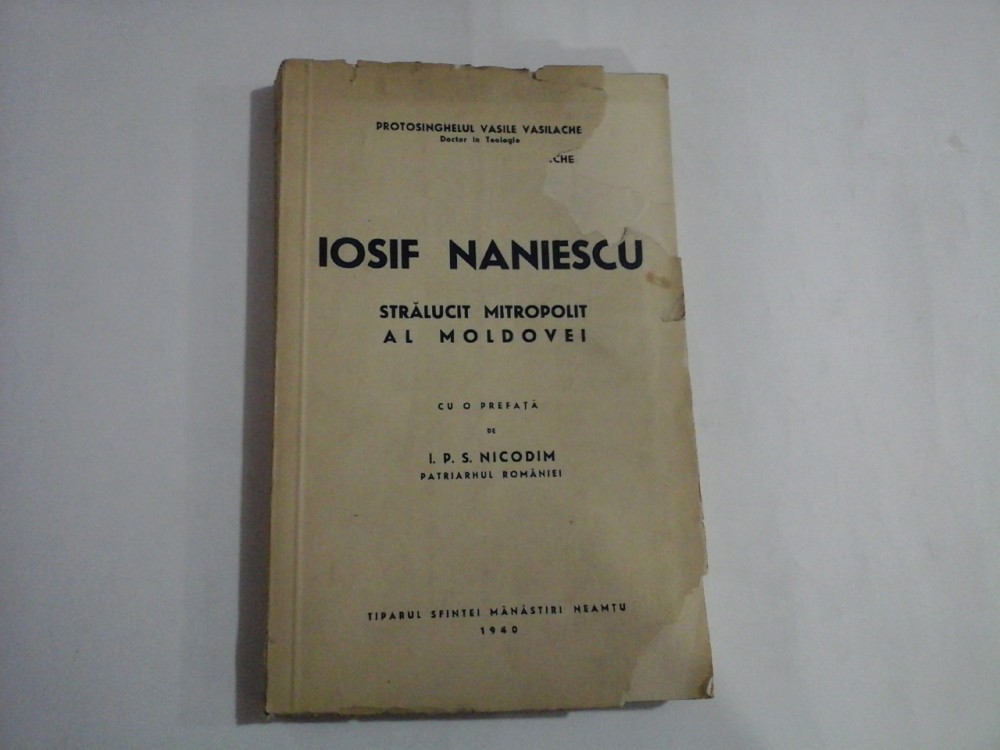 PROTOSINGHELUL VASILE VASILACHE
Doctor în Teologie
CHE
IOSIF NANIESCU
STRĂLUCIT MITROPOLIT
AL MOLDOVEI
CU O PREFAȚĂ
DE
I. P. S. NICODIM
PATRIARHUL ROMÂNIEI
TIPARUL SFINTEI MÂNĂSTIRI NEAMȚU
1940